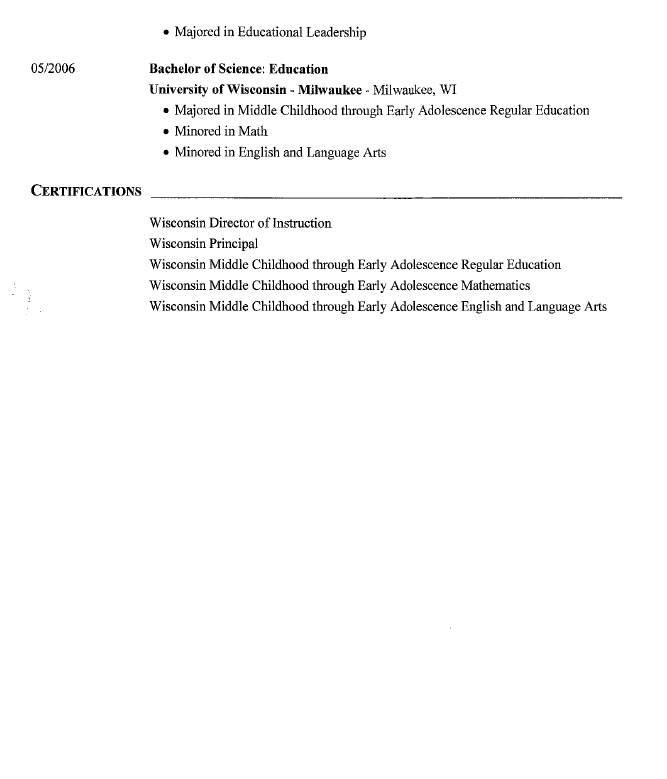 • Majored in Educational Leadership
05/2006 Bachelor of Science: Education
University of Wisconsin - Milwaukee - Milwaukee, WI
• Majored in Middle Childhood through Early Adolescence Regular Education
• Minored in Math
• Minored in English and Language Arts
CERTIFICATIONS
Wisconsin Director of Instruction
Wisconsin Principal
Wisconsin Middle Childhood through Early Adolescence Regular Education
Wisconsin Middle Childhood through Early Adolescence Mathematics
Wisconsin Middle Childhood through Early Adolescence English and Language Arts